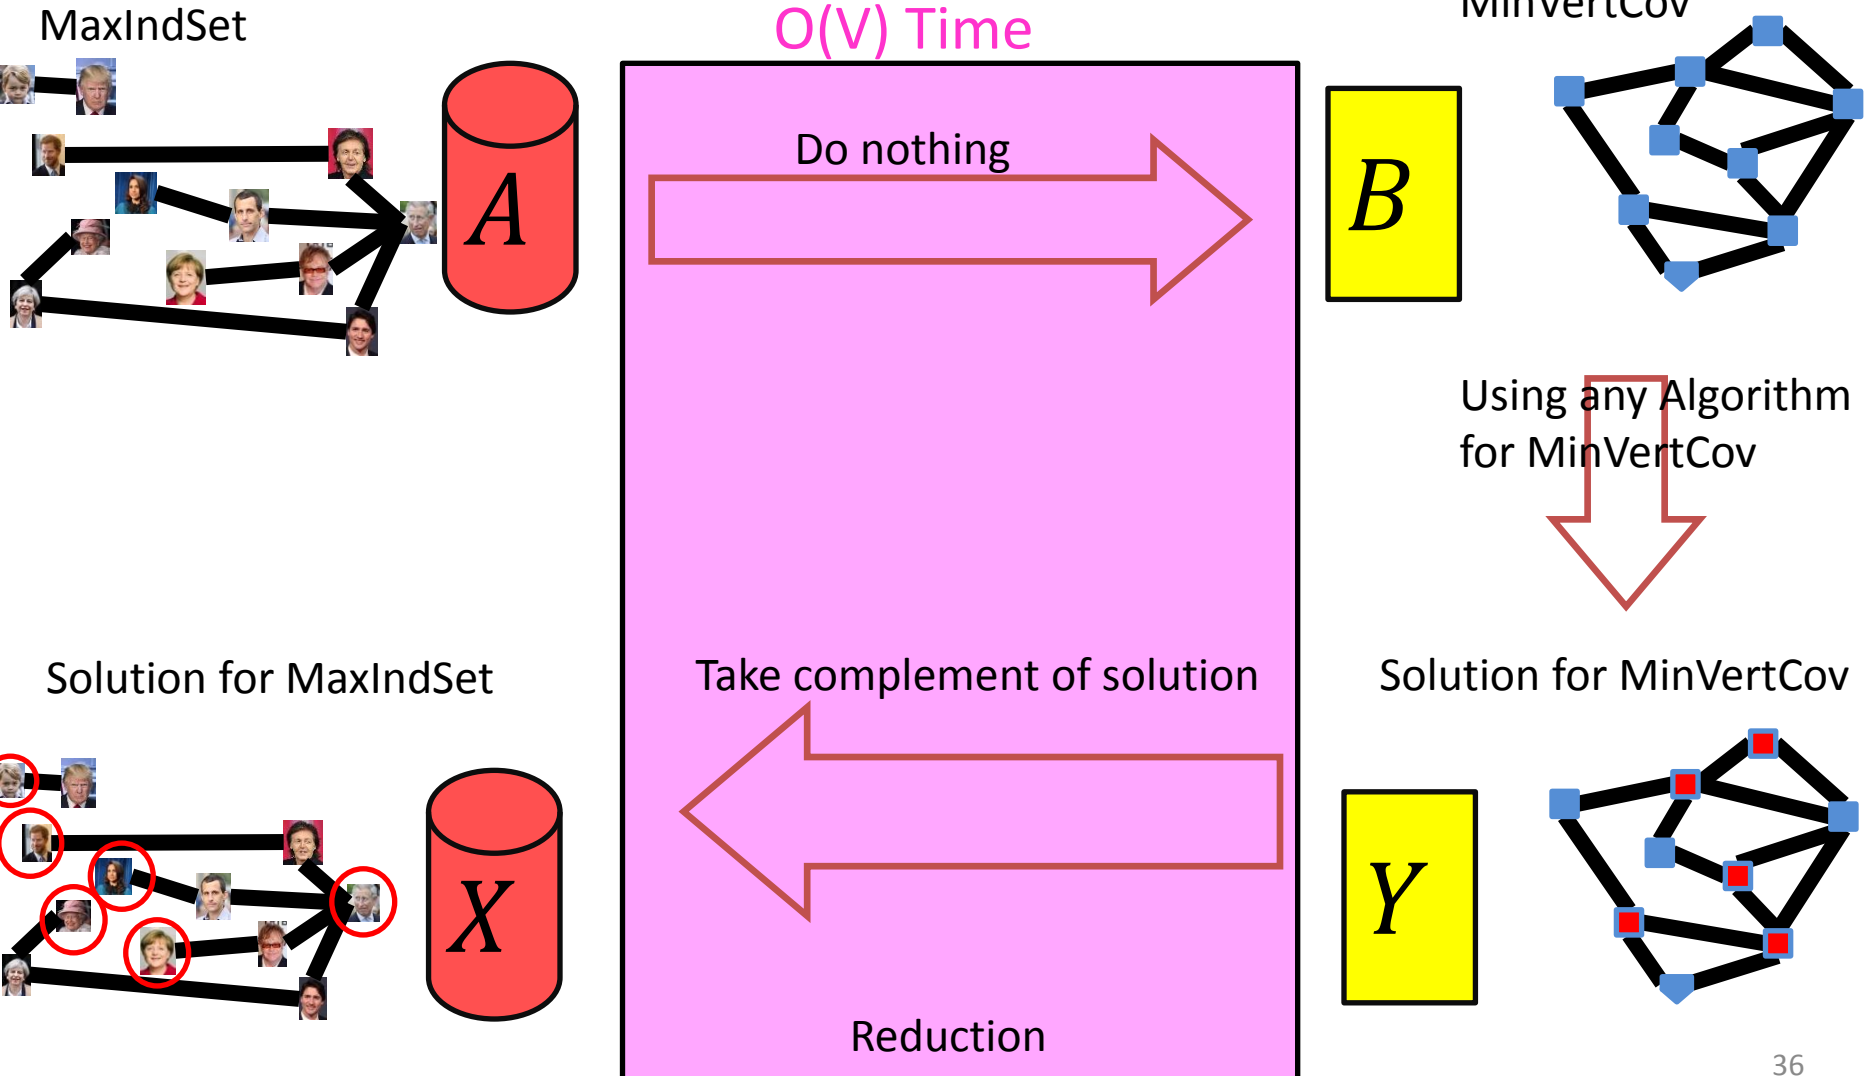 MaxIndSet
O(V) Time
MinVertCov
Do nothing
A
B
Using any Algorithm
for MinVertCov
Solution for MaxIndSet
Take complement of solution
Solution for MinVertCov
X
Y
Reduction
36